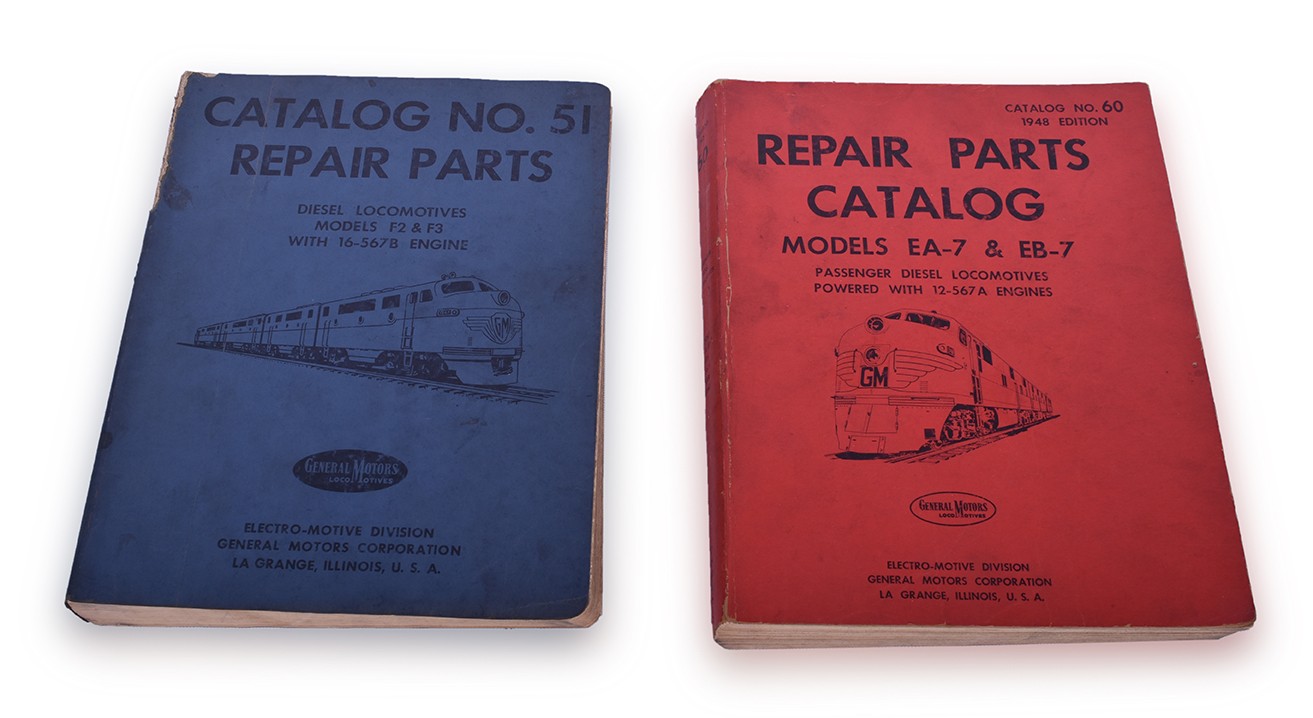 CATALOG NO. 51
REPAIR PARTS
DIESEL LOCOMOTIVES
MODELS F2 & F3
WITH 16-567B ENGINE
GM
GENERAL MOTORS
LOCOMOTIVES
ELECTRO-MOTIVE DIVISION
GENERAL MOTORS CORPORATION
LA GRANGE, ILLINOIS, U. S. A.
CATALOG NO. 60
1948 EDITION
REPAIR PARTS
CATALOG
MODELS EA-7 & EB-7
PASSENGER DIESEL LOCOMOTIVES
POWERED WITH 12-567A ENGINES
GM
GENERAL MOTORS
LOCOMOTIVES
ELECTRO-MOTIVE DIVISION
GENERAL MOTORS CORPORATION
LA GRANGE, ILLINOIS, U. S. A.